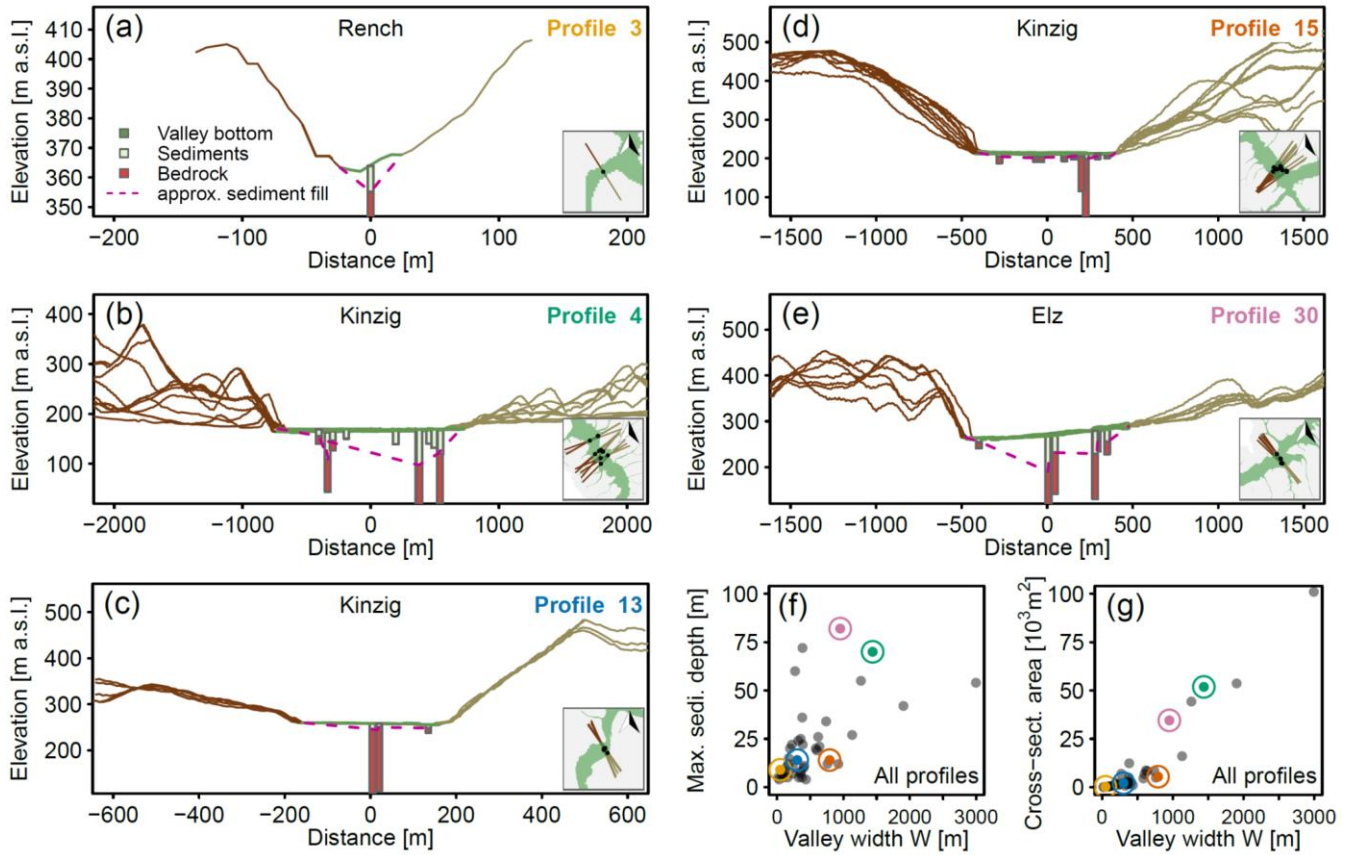 (a) Rench Profile 3
Elevation [m a.s.l.]
410
400
390
380
370
360
350
Valley bottom
Sediments
Bedrock
approx. sediment fill
−200 −100 0 100 200
Distance [m]
(b) Kinzig Profile 4
Elevation [m a.s.l.]
400
300
200
100
−2000 −1000 0 1000 2000
Distance [m]
(c) Kinzig Profile 13
Elevation [m a.s.l.]
500
400
300
200
−600 −400 −200 0 200 400 600
Distance [m]
(d) Kinzig Profile 15
Elevation [m a.s.l.]
500
400
300
200
100
−1500 −1000 −500 0 500 1000 1500
Distance [m]
(e) Elz Profile 30
Elevation [m a.s.l.]
500
400
300
200
−1500 −1000 −500 0 500 1000 1500
Distance [m]
(f)
Max. sedi. depth [m]
100
75
50
25
0
All profiles
0 1000 2000 3000
Valley width W [m]
(g)
Cross−sect. area [10³m²]
100
75
50
25
0
All profiles
0 1000 2000 3000
Valley width W [m]